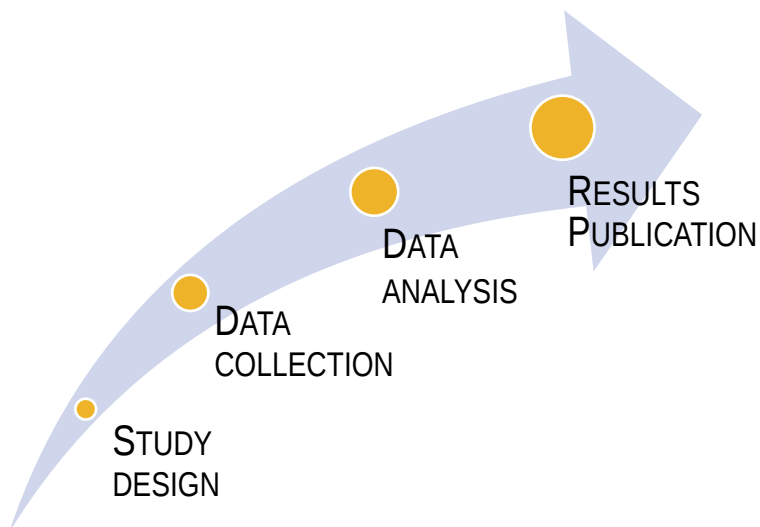 STUDY
DESIGN
DATA
COLLECTION
DATA
ANALYSIS
RESULTS
PUBLICATION